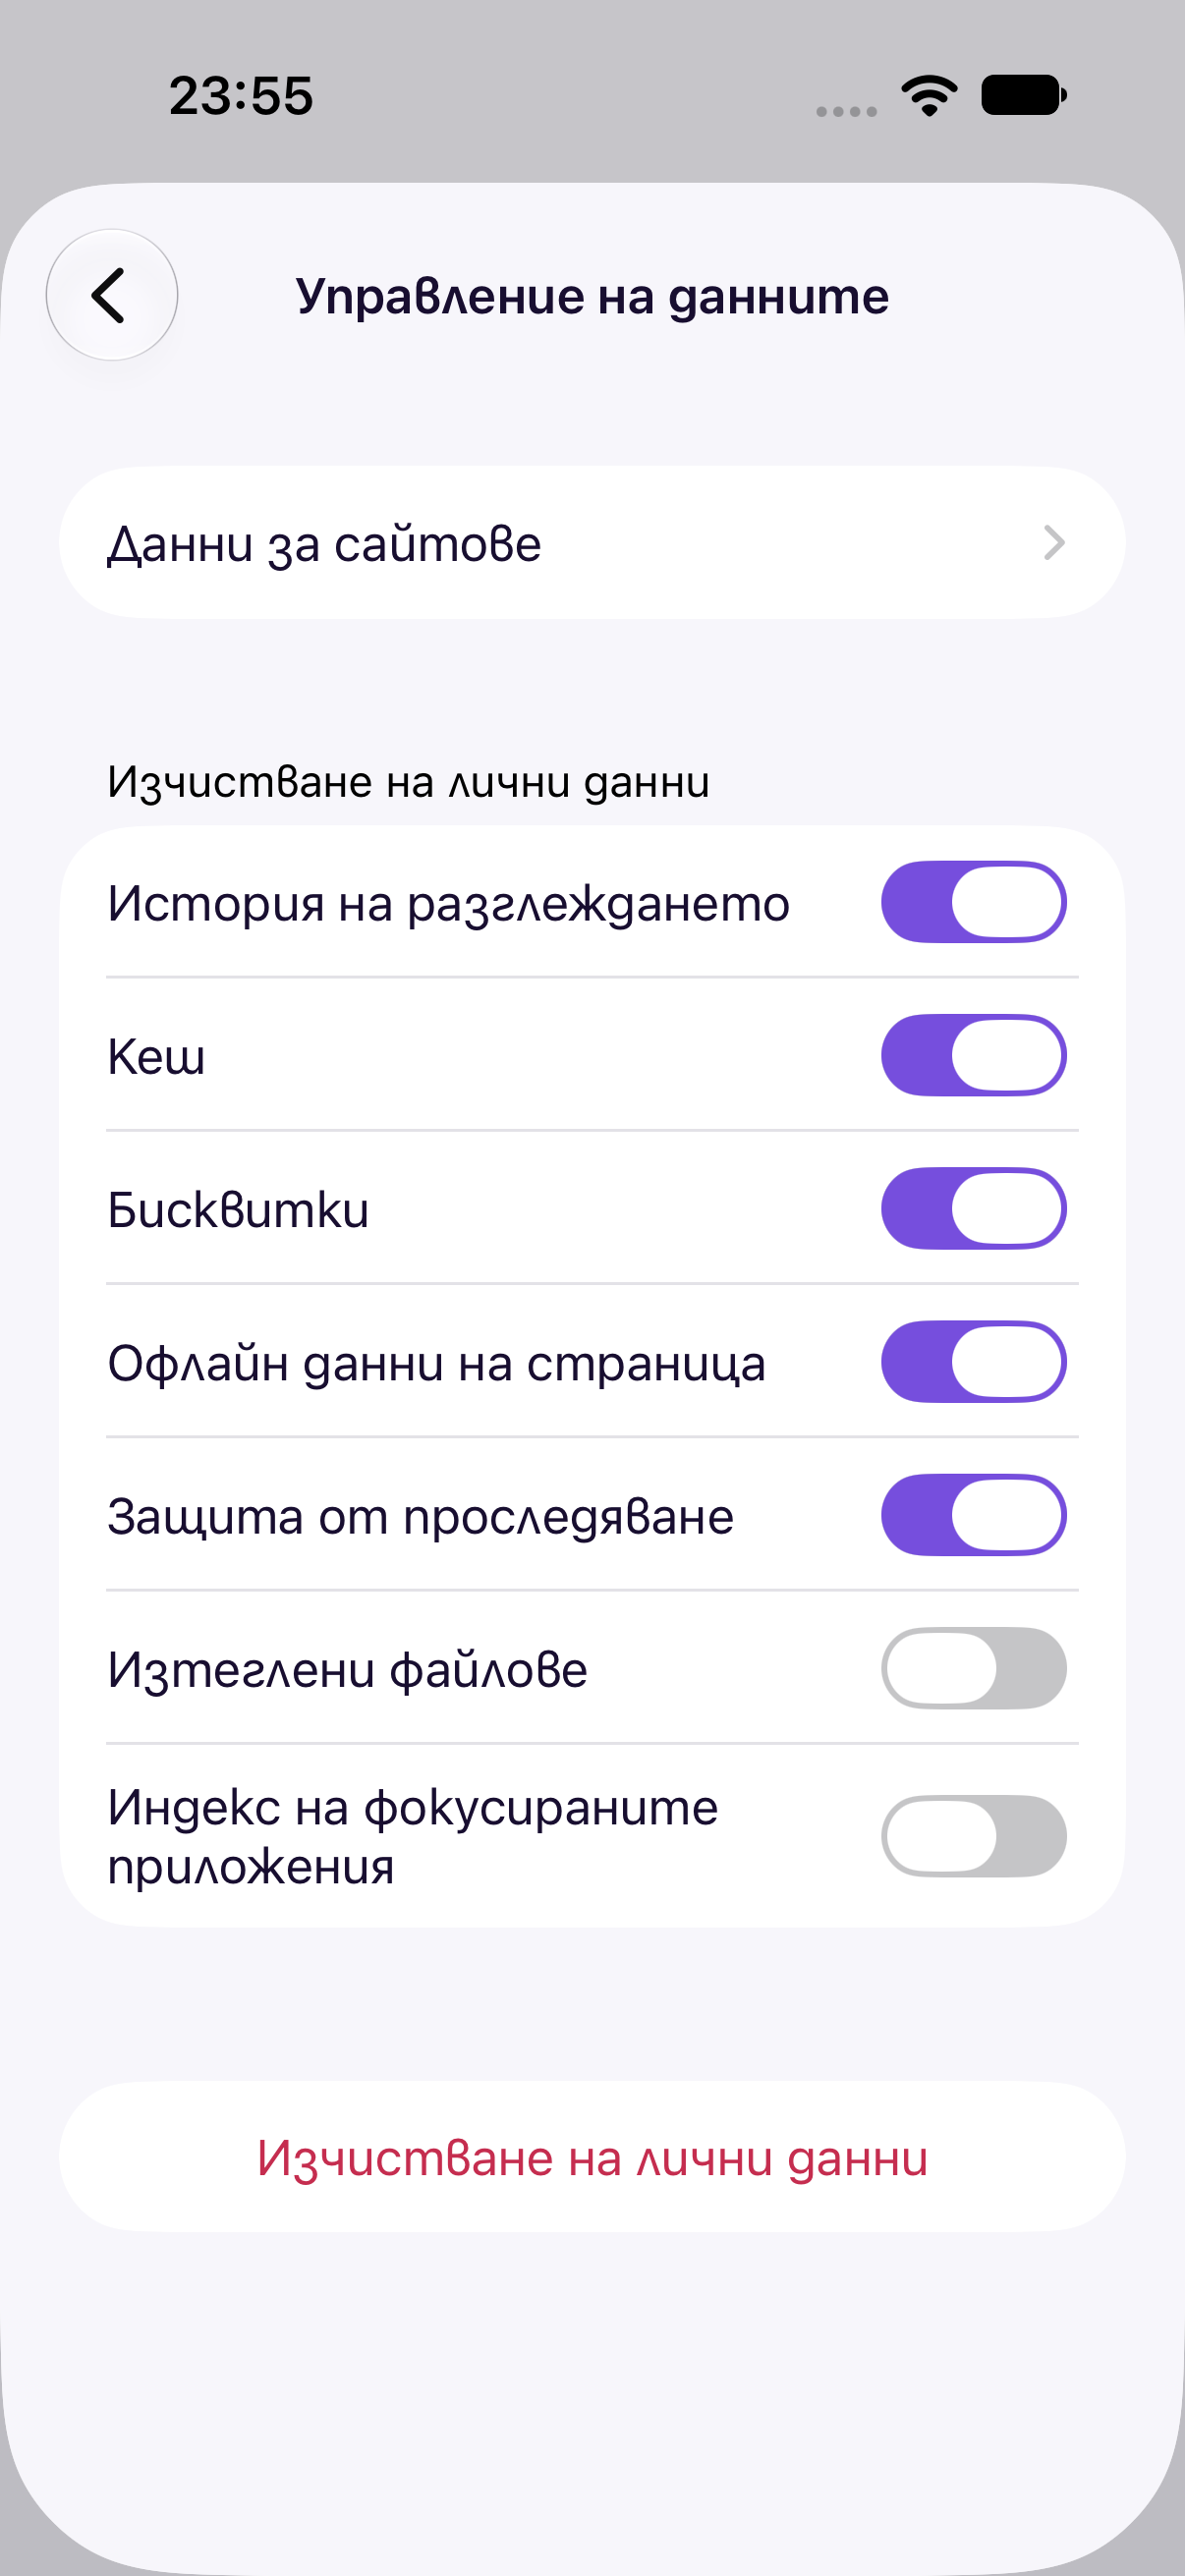 23:55
Управление на данните
Данни за сайтове
Изчистване на лични данни
История на разглеждането
Кеш
Бисквитки
Офлайн данни на страница
Защита от проследяване
Изтеглени файлове
Индекс на фокусираните
приложения
Изчистване на лични данни